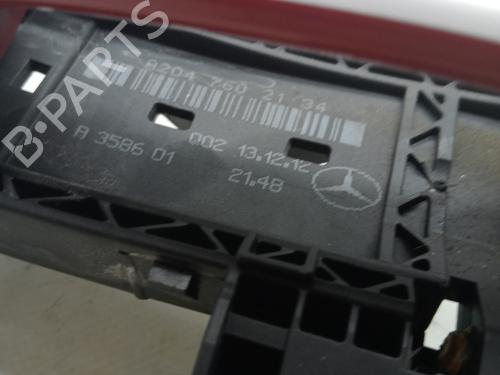 A204 760 21 34
A 3586 01 002 13.12.12
21.48
B-PARTS